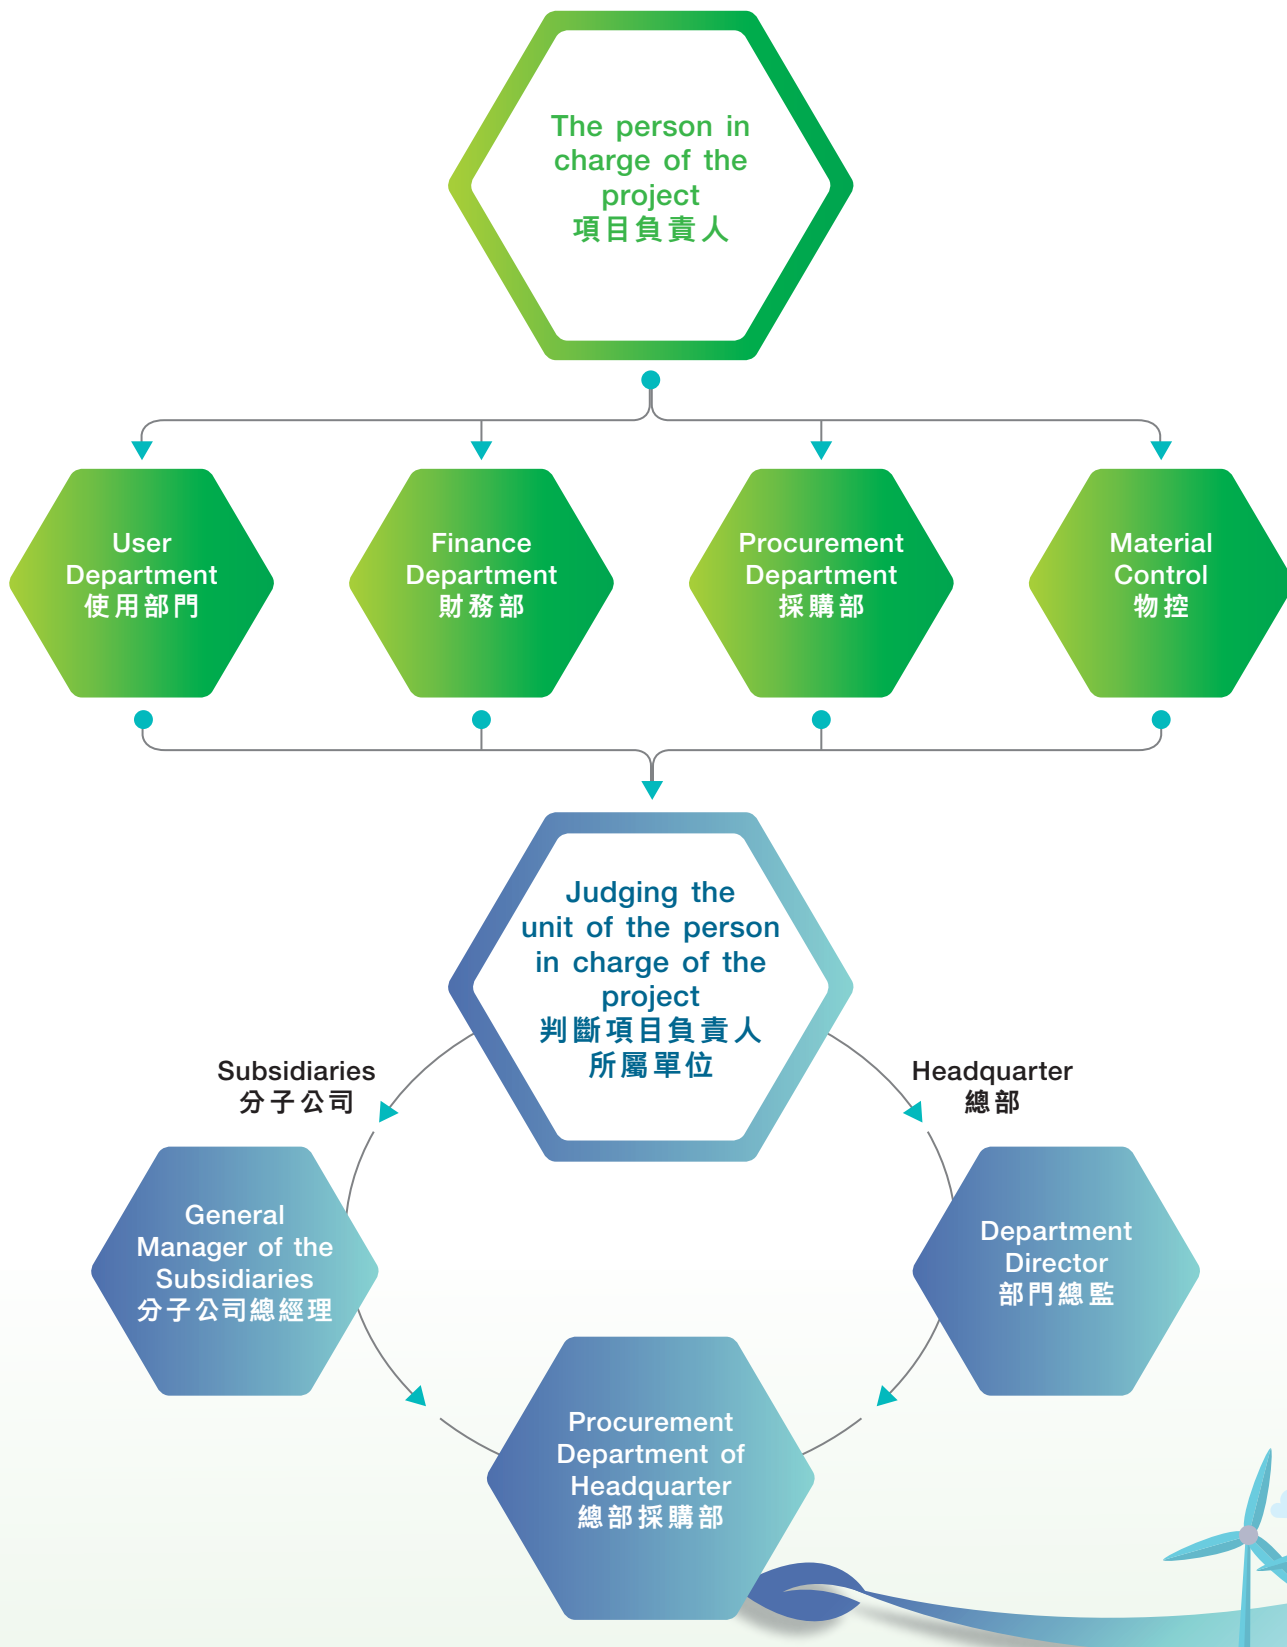 The person in
charge of the
project
項目負責人
User
Department
使用部門
Finance
Department
財務部
Procurement
Department
採購部
Material
Control
物控
Judging the
unit of the person
in charge of the
project
判斷項目負責人
所屬單位
Subsidiaries
分子公司
Headquarter
總部
General
Manager of the
Subsidiaries
分子公司總經理
Department
Director
部門總監
Procurement
Department of
Headquarter
總部採購部